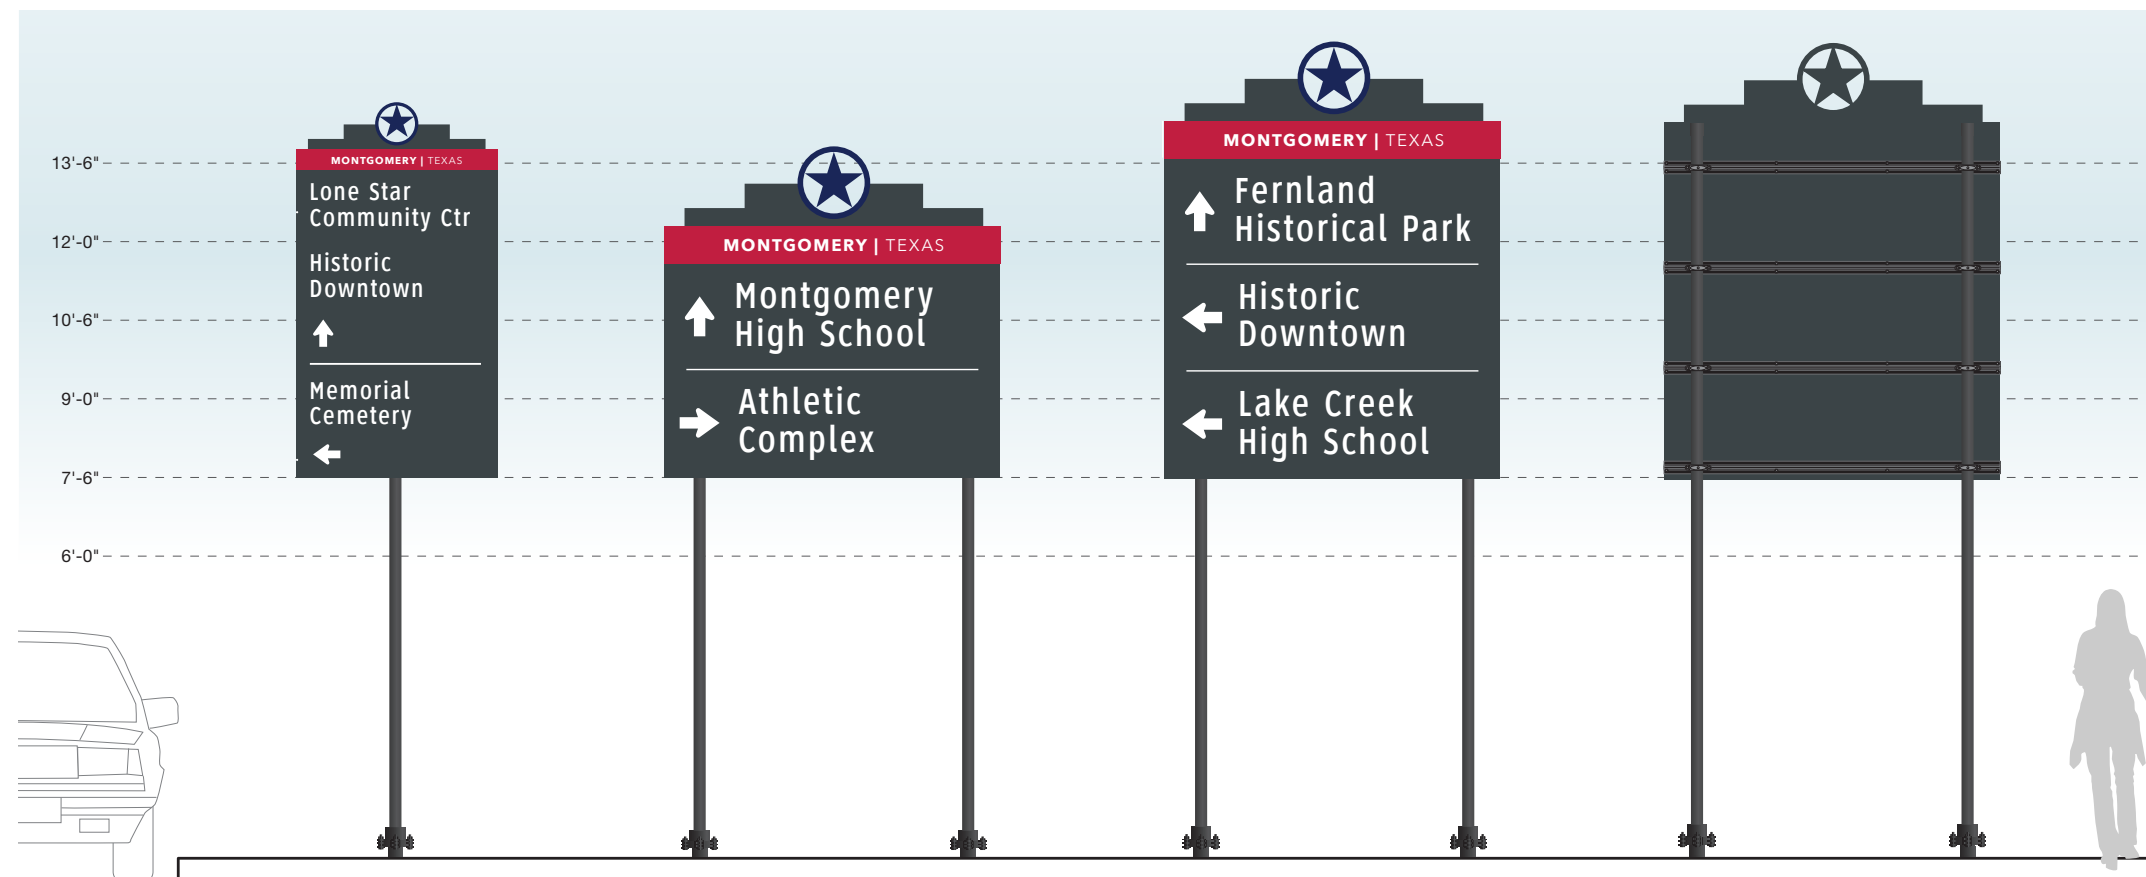 13'-6"
12'-0"
10'-6"
9'-0"
7'-6"
6'-0"
MONTGOMERY | TEXAS
Lone Star
Community Ctr
Historic
Downtown
Memorial
Cemetery
MONTGOMERY | TEXAS
Montgomery
High School
Athletic
Complex
MONTGOMERY | TEXAS
Fernland
Historical Park
Historic
Downtown
Lake Creek
High School